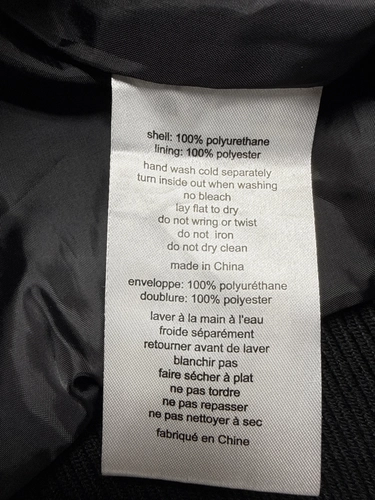 shell: 100% polyurethane
lining: 100% polyester
hand wash cold separately
turn inside out when washing
no bleach
lay flat to dry
do not wring or twist
do not iron
do not dry clean
made in China
enveloppe: 100% polyuréthane
doublure: 100% polyester
laver à la main à l'eau
froide séparément
retourner avant de laver
blanchir pas
faire sécher à plat
ne pas tordre
ne pas repasser
ne pas nettoyer à sec
fabriqué en Chine